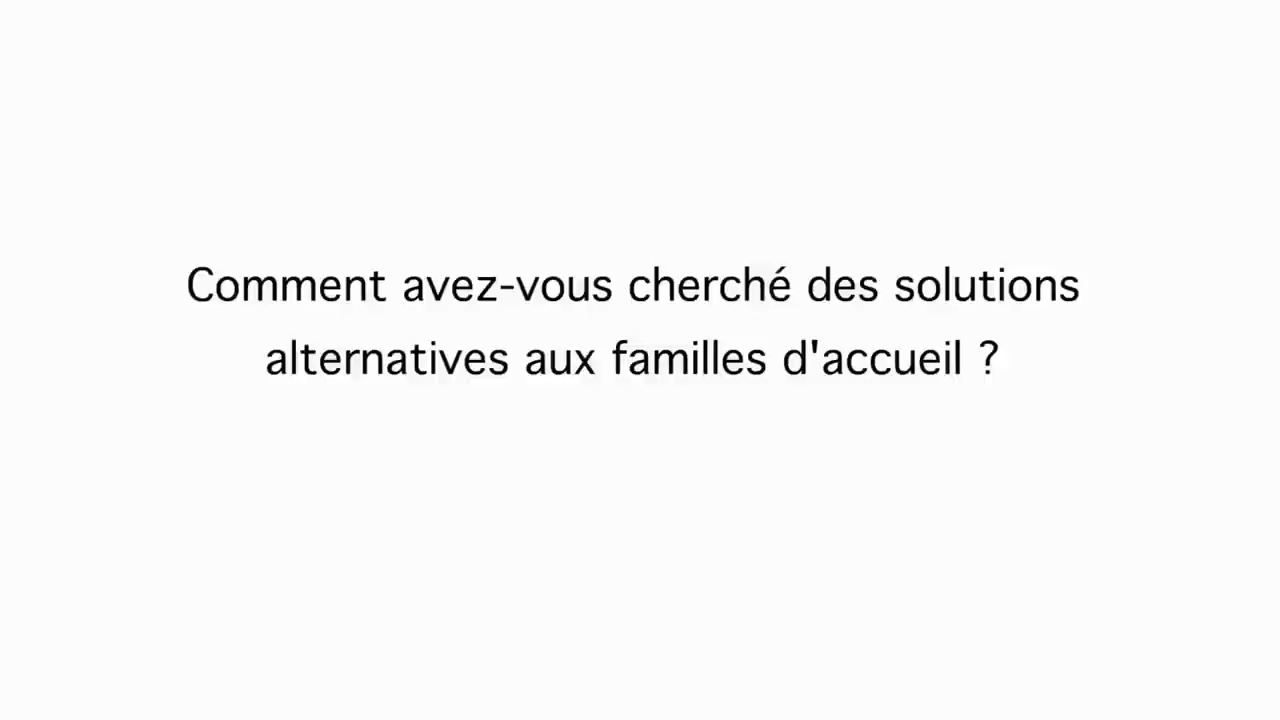 Comment avez-vous cherché des solutions
alternatives aux familles d'accueil ?